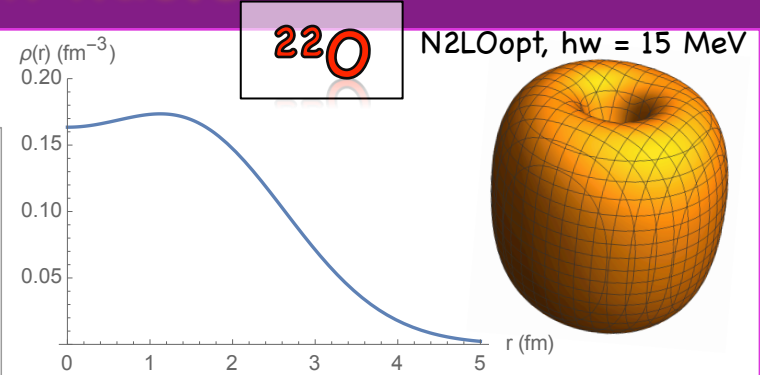 ²²O
N2LOopt, hw = 15 MeV
ρ(r) (fm⁻³)
0.20
0.15
0.10
0.05
0 1 2 3 4 5
r (fm)